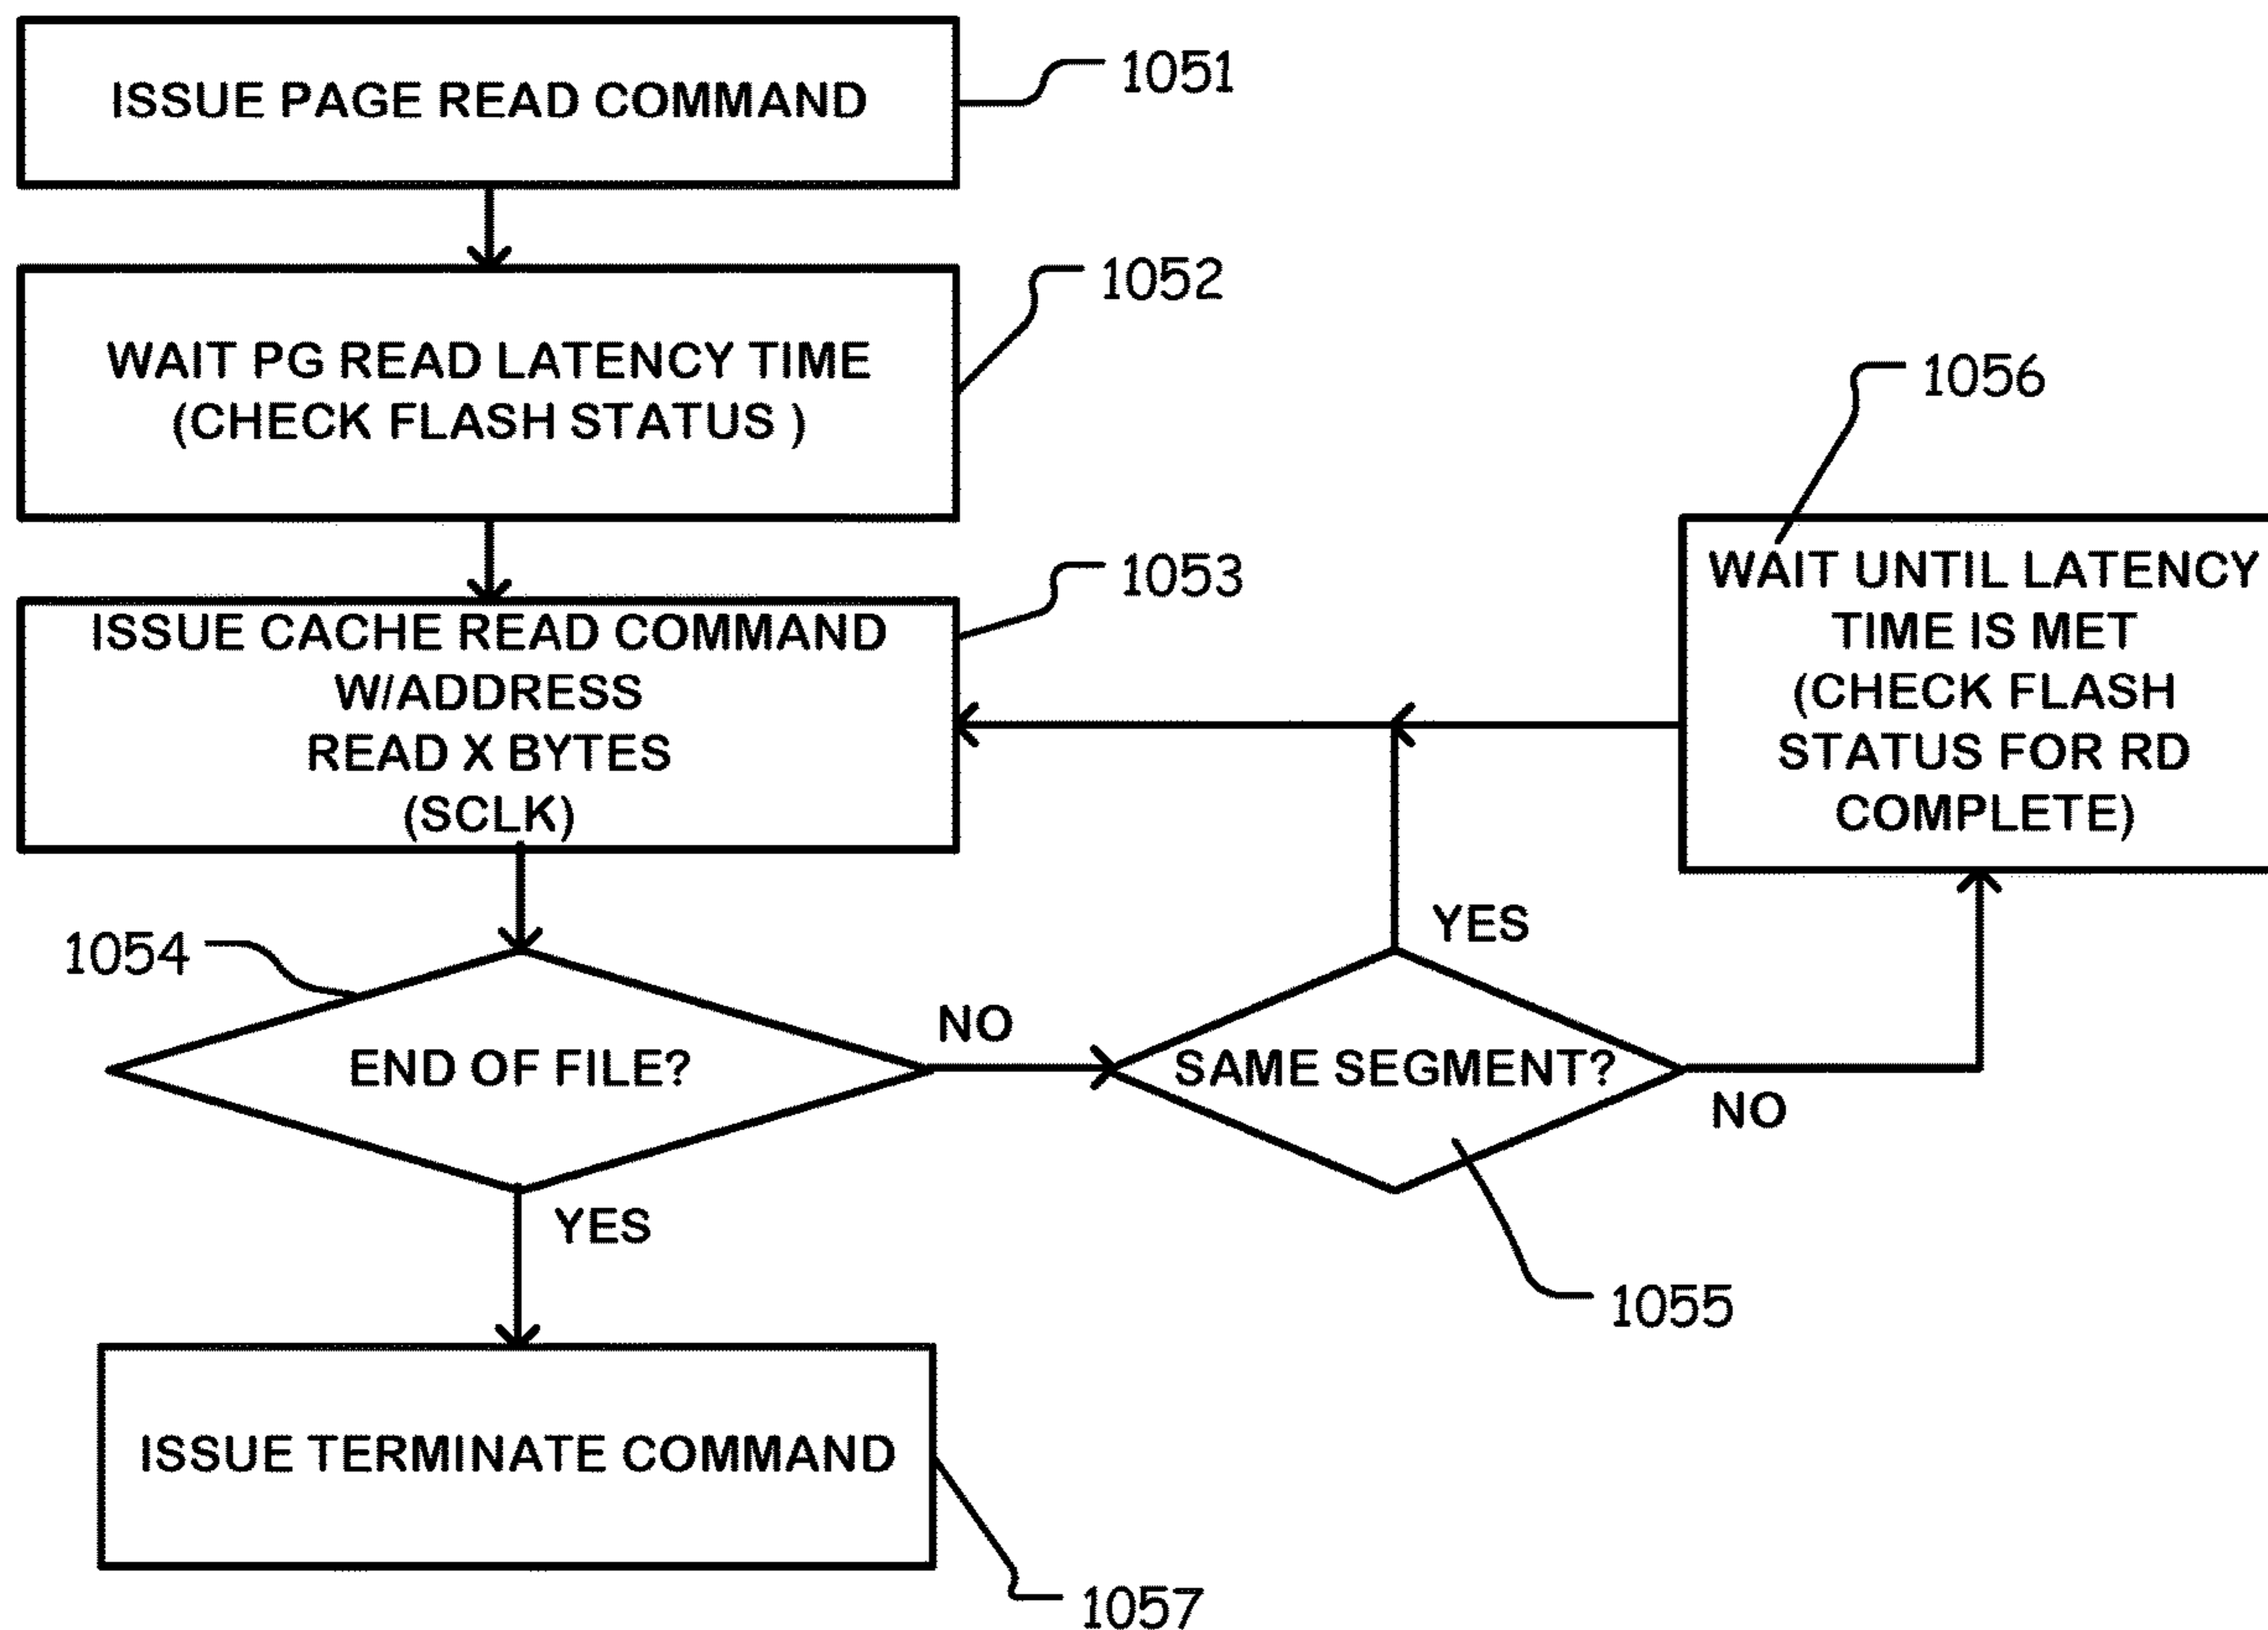 ISSUE PAGE READ COMMAND
1051
WAIT PG READ LATENCY TIME
(CHECK FLASH STATUS )
1052
ISSUE CACHE READ COMMAND
W/ADDRESS
READ X BYTES
(SCLK)
1053
1056
WAIT UNTIL LATENCY
TIME IS MET
(CHECK FLASH
STATUS FOR RD
COMPLETE)
1054
END OF FILE?
NO
SAME SEGMENT?
YES
NO
1055
YES
ISSUE TERMINATE COMMAND
1057